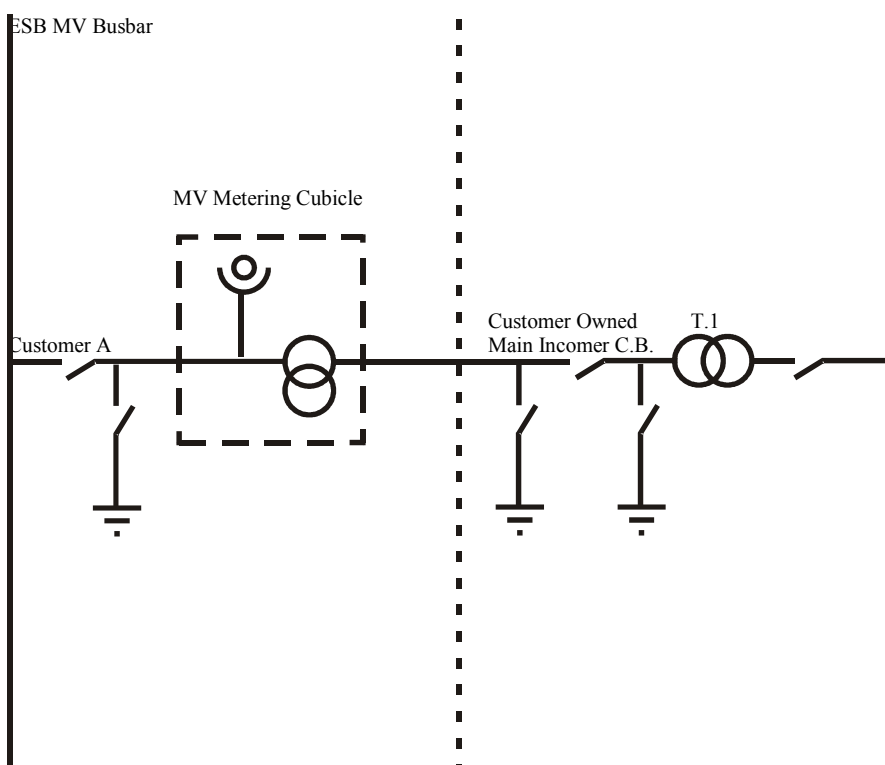 ESB MV Busbar
MV Metering Cubicle
Customer A
Customer Owned
Main Incomer C.B.
T.1